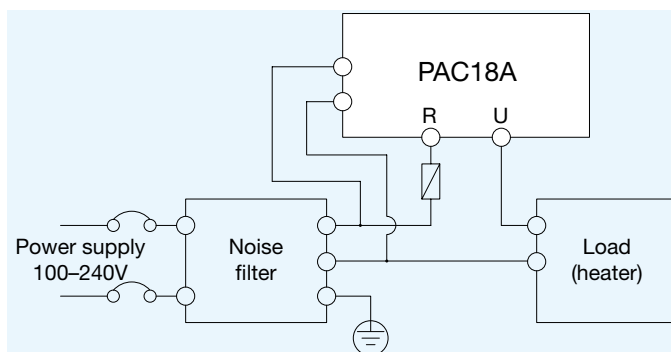 PAC18A
R U
Power supply
100–240V
Noise
filter
Load
(heater)